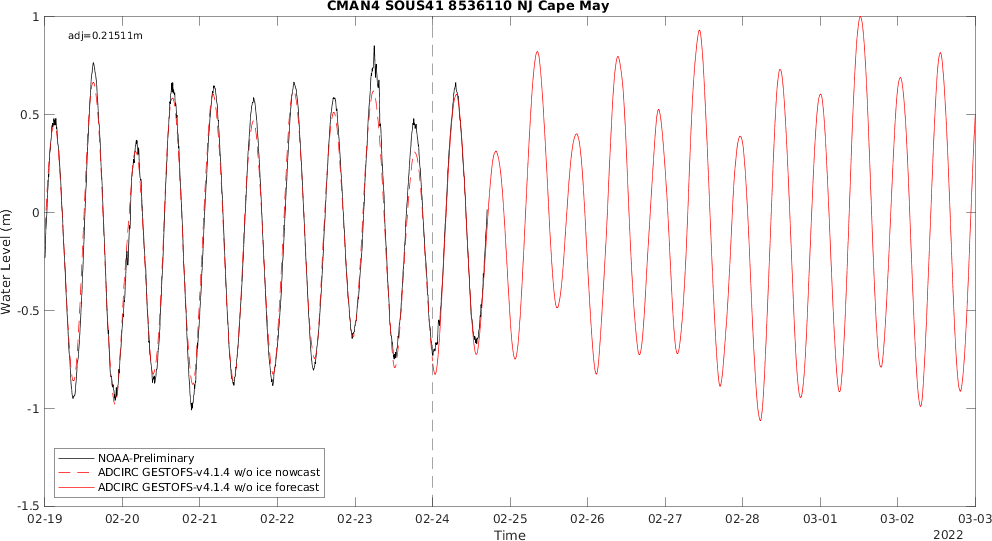 CMAN4 SOUS41 8536110 NJ Cape May
adj=0.21511m
1
0.5
0
-0.5
-1
-1.5
Water Level (m)
NOAA-Preliminary
ADCIRC GESTOFS-v4.1.4 w/o ice nowcast
ADCIRC GESTOFS-v4.1.4 w/o ice forecast
02-19 02-20 02-21 02-22 02-23 02-24 02-25 02-26 02-27 02-28 03-01 03-02 03-03
Time
2022